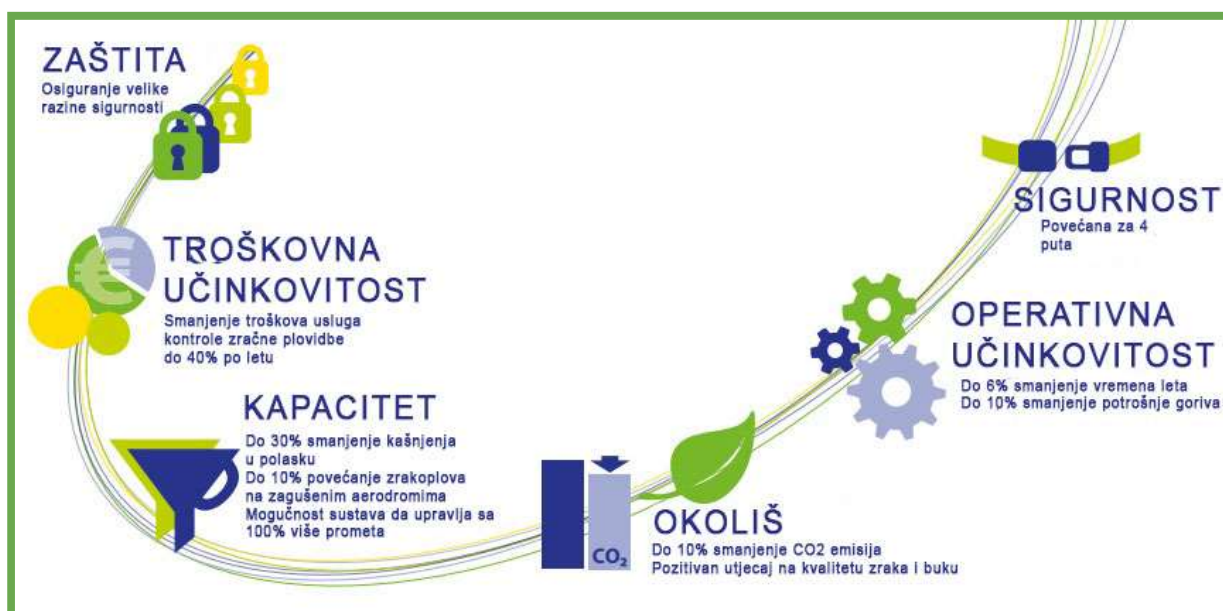 ZAŠTITA
Osiguranje velike
razine sigurnosti
TROŠKOVNA
UČINKOVITOST
Smanjenje troškova usluga
kontrole zračne plovidbe
do 40% po letu
KAPACITET
Do 30% smanjenje kašnjenja
u polasku
Do 10% povećanje zrakoplova
na zagušenim aerodromima
Mogučnost sustava da upravlja sa
100% više prometa
CO₂
OKOLIŠ
Do 10% smanjenje CO2 emisija
Pozitivan utjecaj na kvalitetu zraka i buku
OPERATIVNA
UČINKOVITOST
Do 6% smanjenje vremena leta
Do 10% smanjenje potrošnje goriva
SIGURNOST
Povečana za 4
puta